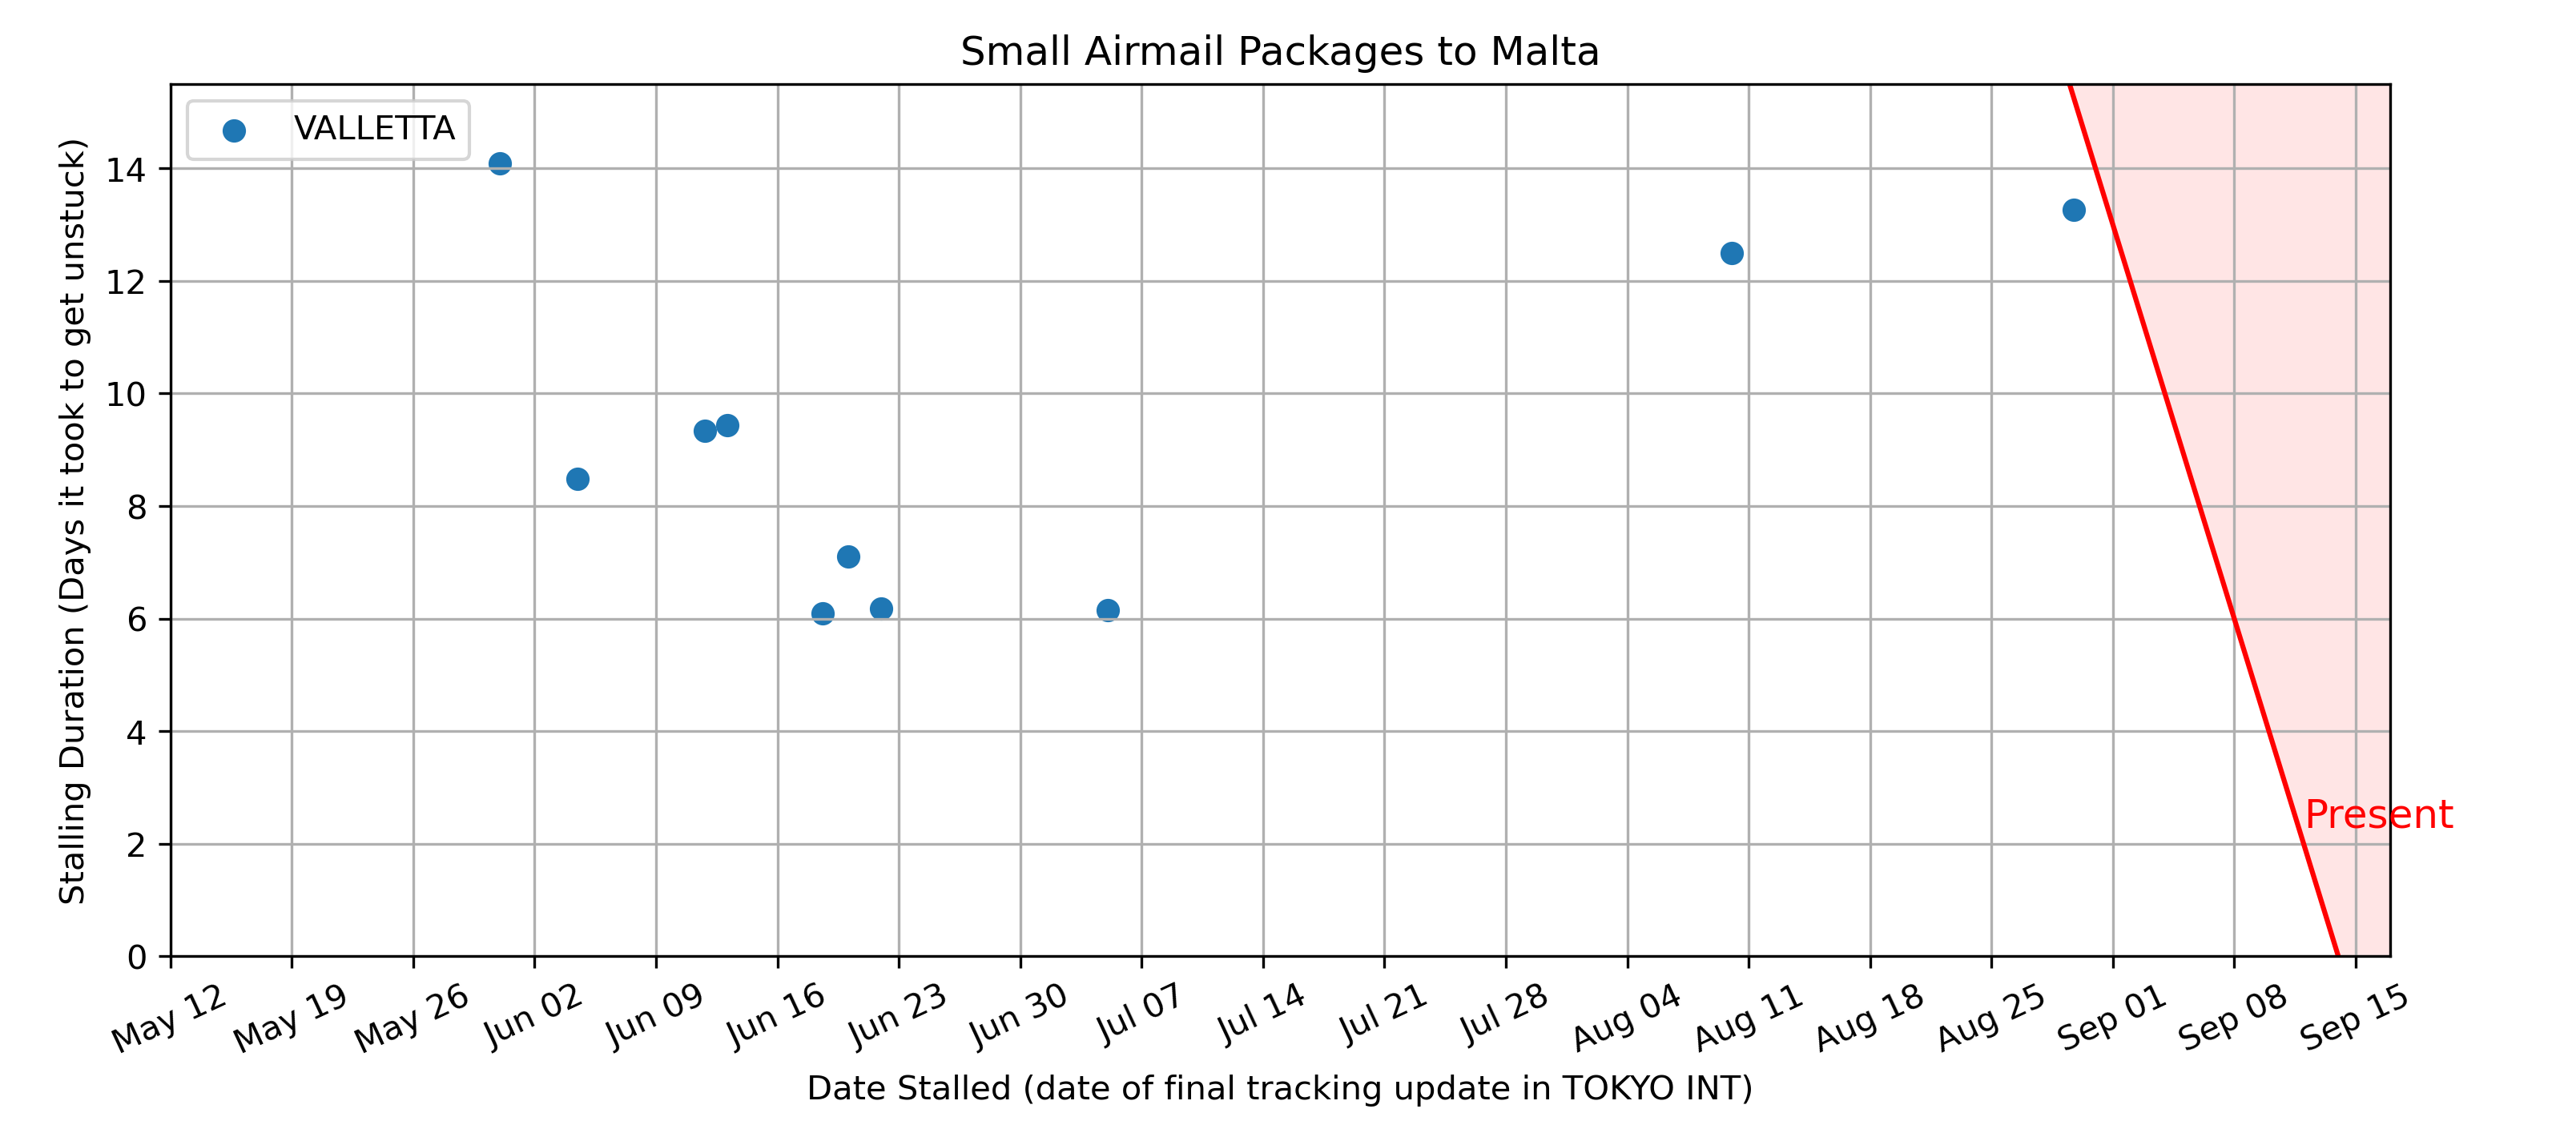 Small Airmail Packages to Malta
VALLETTA
Stalling Duration (Days it took to get unstuck)
14
12
10
8
6
4
2
0
Present
May 12
May 19
May 26
Jun 02
Jun 09
Jun 16
Jun 23
Jun 30
Jul 07
Jul 14
Jul 21
Jul 28
Aug 04
Aug 11
Aug 18
Aug 25
Sep 01
Sep 08
Sep 15
Date Stalled (date of final tracking update in TOKYO INT)